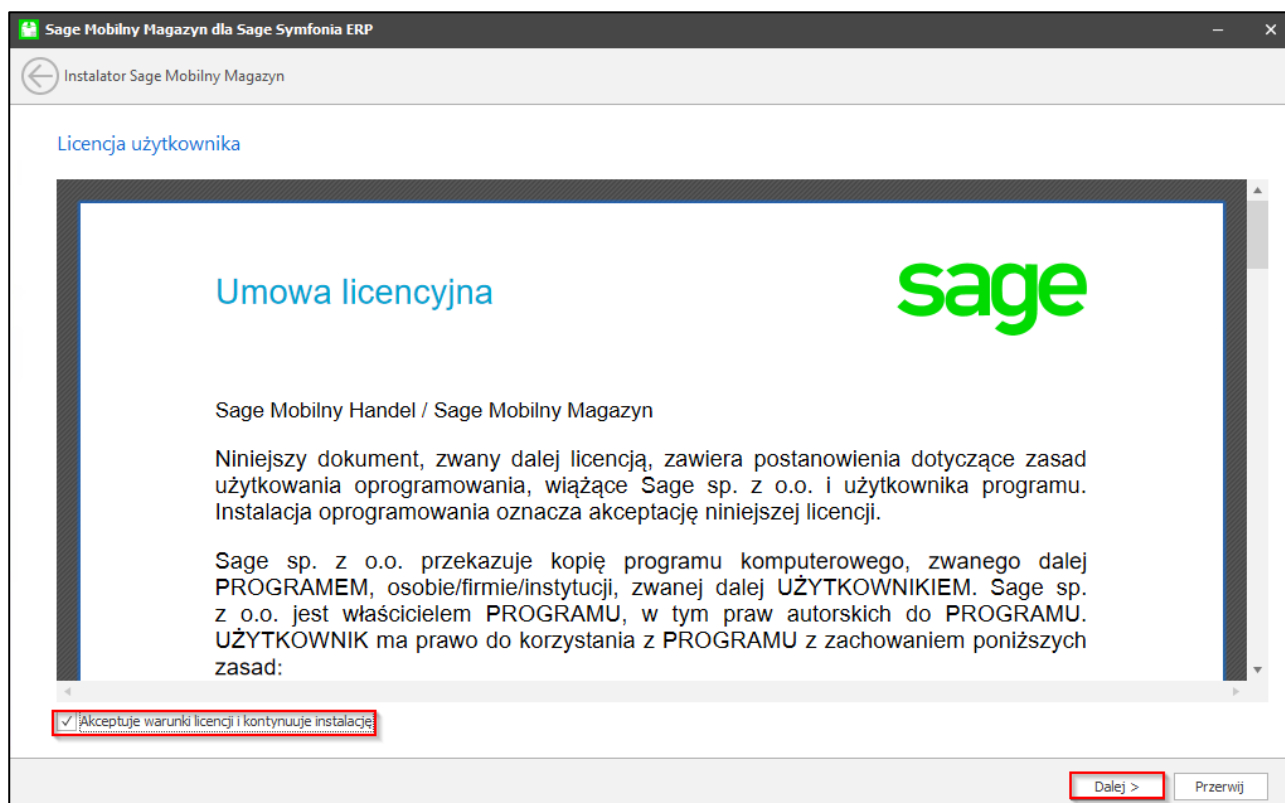 Sage Mobilny Magazyn dla Sage Symfonia ERP
Instalator Sage Mobilny Magazyn
Licencja użytkownika
Umowa licencyjna
sage
Sage Mobilny Handel / Sage Mobilny Magazyn
Niniejszy dokument, zwany dalej licencją, zawiera postanowienia dotyczące zasad
użytkowania oprogramowania, wiążące Sage sp. z o.o. i użytkownika programu.
Instalacja oprogramowania oznacza akceptację niniejszej licencji.
Sage sp. z o.o. przekazuje kopię programu komputerowego, zwanego dalej
PROGRAMEM, osobie/firmie/instytucji, zwanej dalej UŻYTKOWNIKIEM. Sage sp.
z o.o. jest właścicielem PROGRAMU, w tym praw autorskich do PROGRAMU.
UŻYTKOWNIK ma prawo do korzystania z PROGRAMU z zachowaniem poniższych
zasad:
Akceptuje warunki licencji i kontynuuje instalację
Dalej >
Przerwij